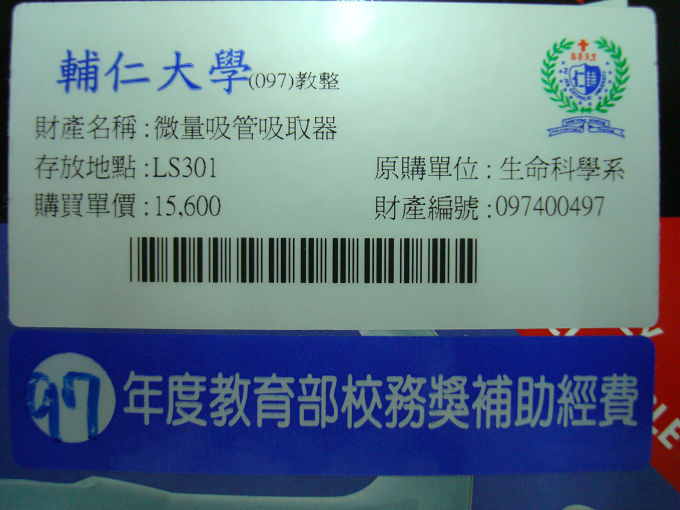 輔仁大學(097)教整
財產名稱:微量吸管吸取器
存放地點:LS301 原購單位:生命科學系
購買單價:15,600 財產編號:097400497
97年度教育部校務獎補助經費